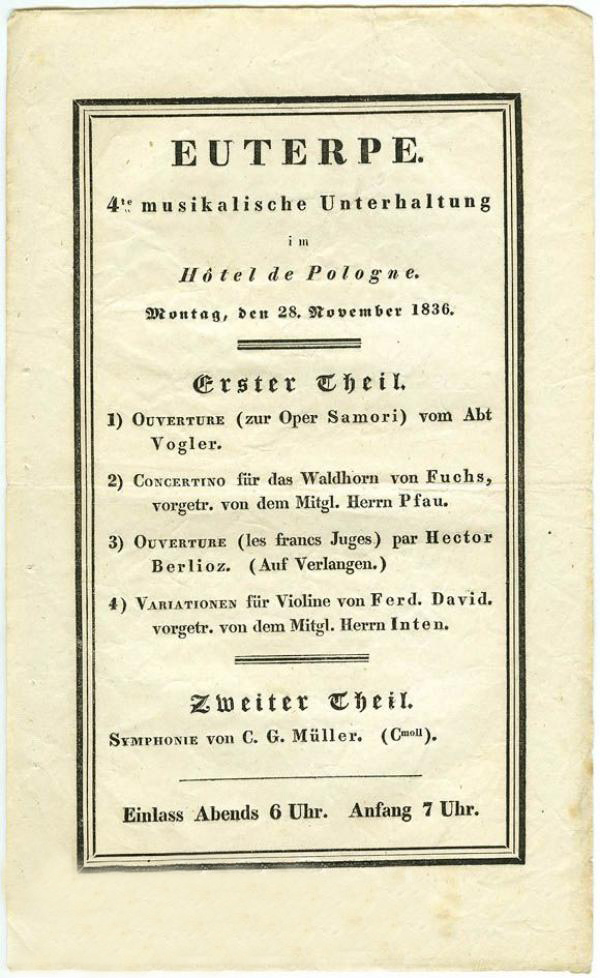 EUTERPE.
4te musikalische Unterhaltung
im
Hôtel de Pologne.
Montag, den 28. November 1836.
Erster Theil.
1) OUVERTURE (zur Oper Samori) vom Abt
Vogler.
2) CONCERTINO für das Waldhorn von Fuchs,
vorgetr. von dem Mitgl. Herrn Pfau.
3) OUVERTURE (les francs Juges) par Hector
Berlioz. (Auf Verlangen.)
4) VARIATIONEN für Violine von Ferd. David.
vorgetr. von dem Mitgl. Herrn Inten.
Zweiter Theil.
SYMPHONIE von C. G. Müller. (Cmoll).
Einlass Abends 6 Uhr. Anfang 7 Uhr.